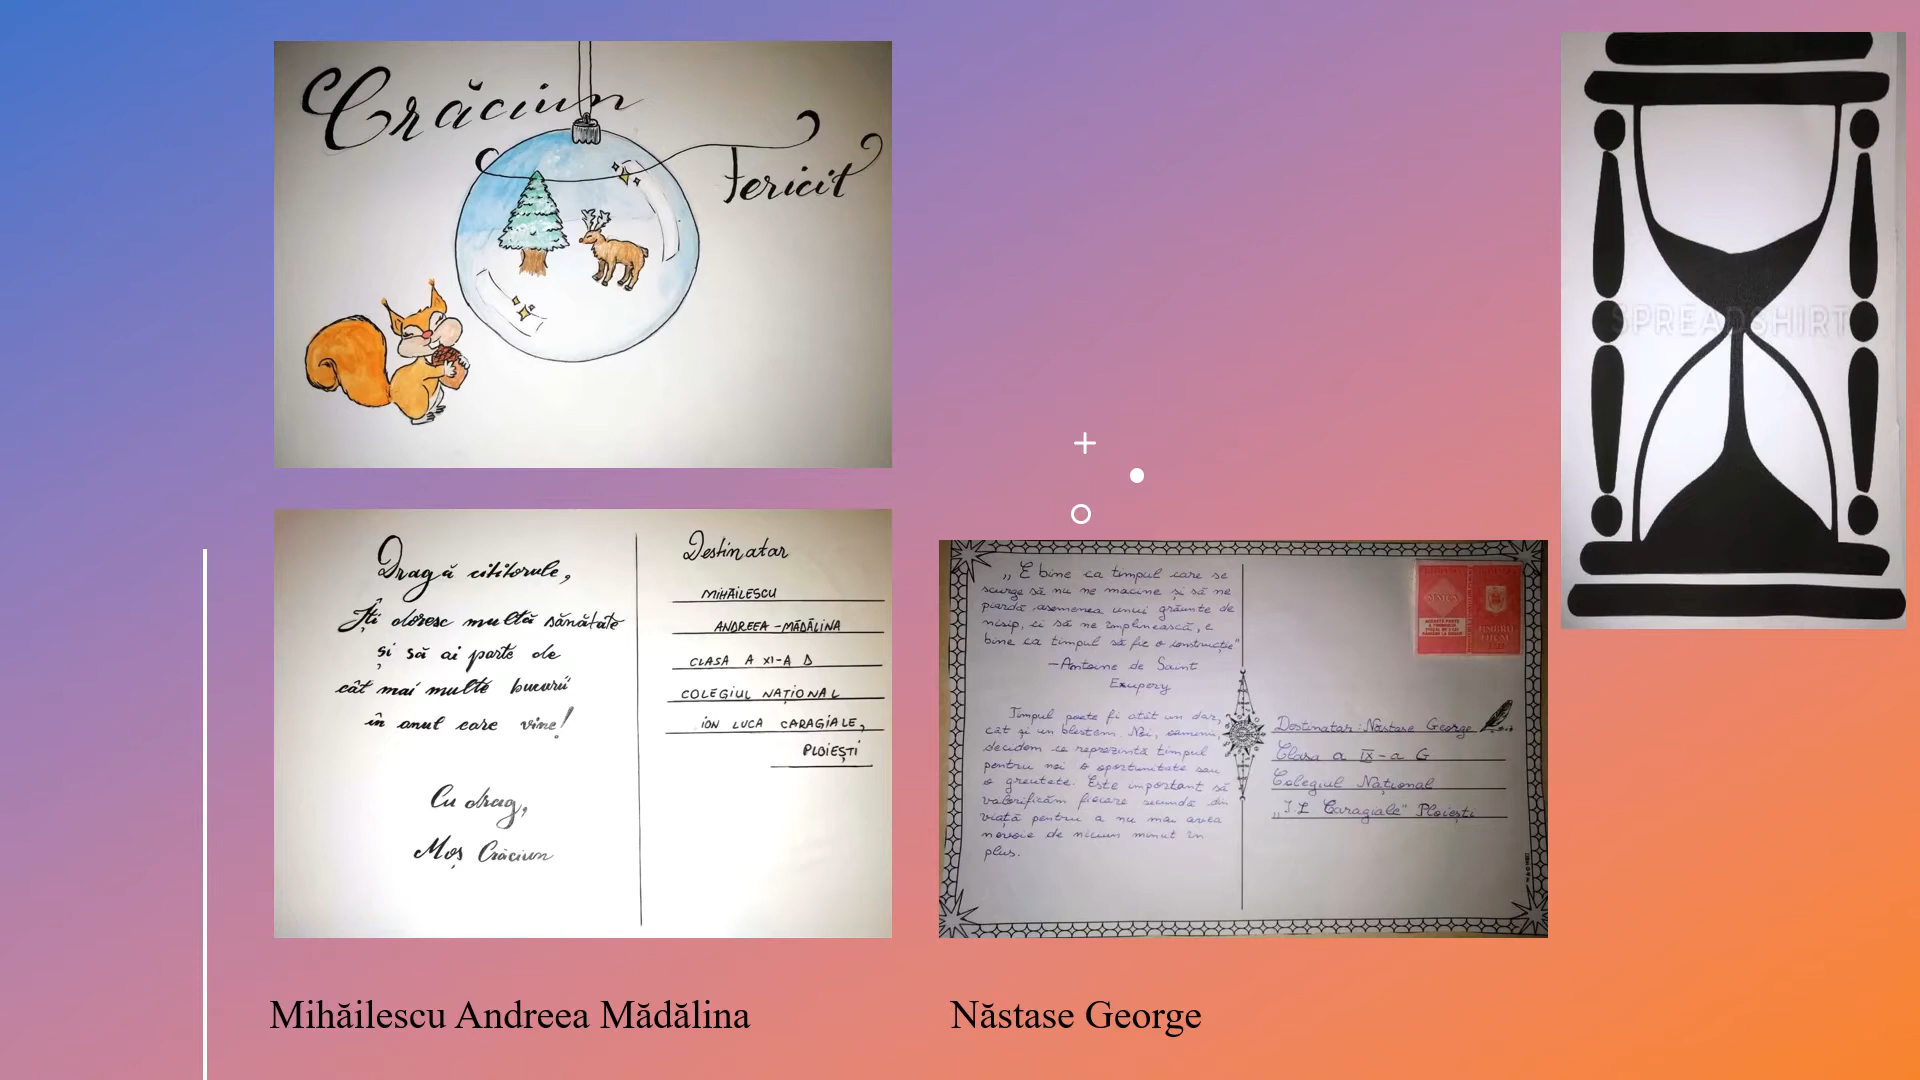 Crăciun
Fericit
Dragă cititorule,
Îți doresc multă sănătate
și să ai parte de
cât mai multe bucurii
în anul care vine!
Cu drag,
Moș Crăciun
Destinatar
MIHĂILESCU
ANDREEA-MĂDĂLINA
CLASA A XI-A D
COLEGIUL NAȚIONAL
ION LUCA CARAGIALE,
PLOIEȘTI
Mihăilescu Andreea Mădălina
SPREADSHIRT
„E bine ca timpul care se
scurge să nu ne macine și să ne
piardă, asemenea unui grăunte de
nisip, ci să ne împlinească, e
bine ca timpul să fie o construcție"
-Antoine de Saint
Exupery
Timpul poate fi atât un dar,
cât și un blestem. Noi, oamenii,
decidem ce reprezintă timpul
pentru noi o oportunitate sau
o greutate. Este important să
valorificăm fiecare secundă din
viață pentru a nu mai avea
nevoie de niciun minut în
plus.
Destinatar: Năstase George
Clasa a IX-a G
Colegiul Național
„I L Caragiale" Ploiești
Năstase George